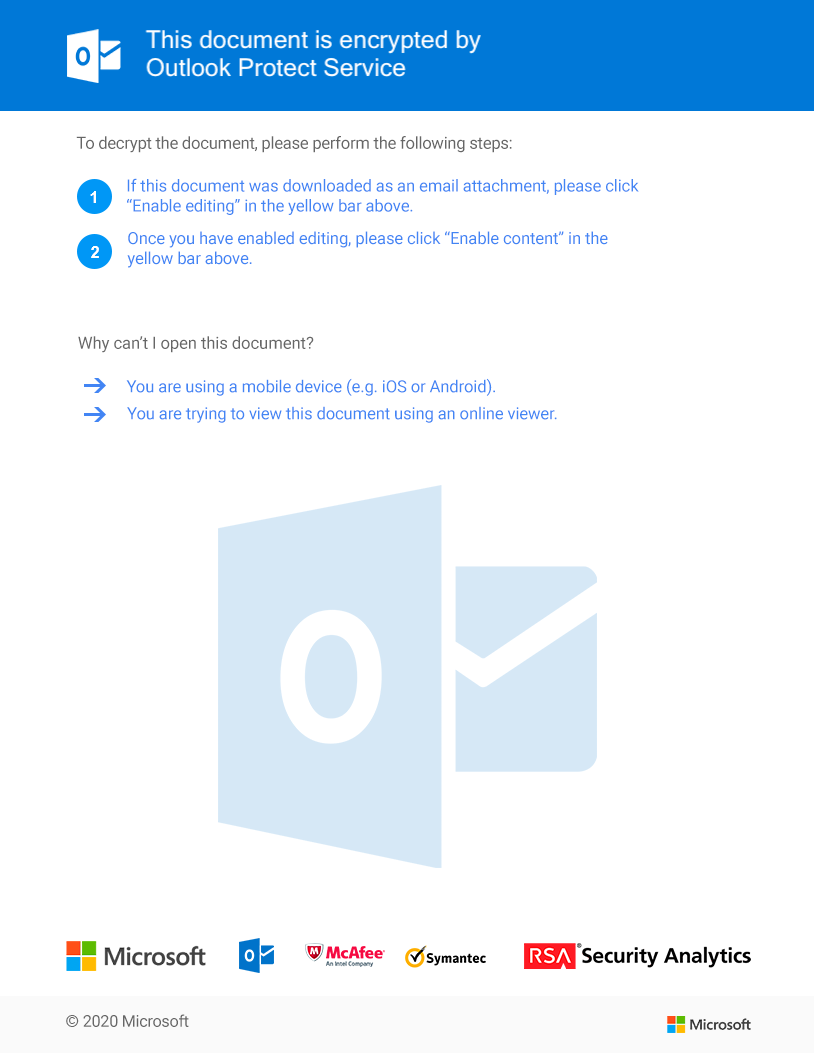 This document is encrypted by
Outlook Protect Service
To decrypt the document, please perform the following steps:
1
If this document was downloaded as an email attachment, please click
“Enable editing” in the yellow bar above.
2
Once you have enabled editing, please click “Enable content” in the
yellow bar above.
Why can’t I open this document?
You are using a mobile device (e.g. iOS or Android).
You are trying to view this document using an online viewer.
Microsoft
McAfee
An Intel Company
Symantec
RSA® Security Analytics
© 2020 Microsoft
Microsoft